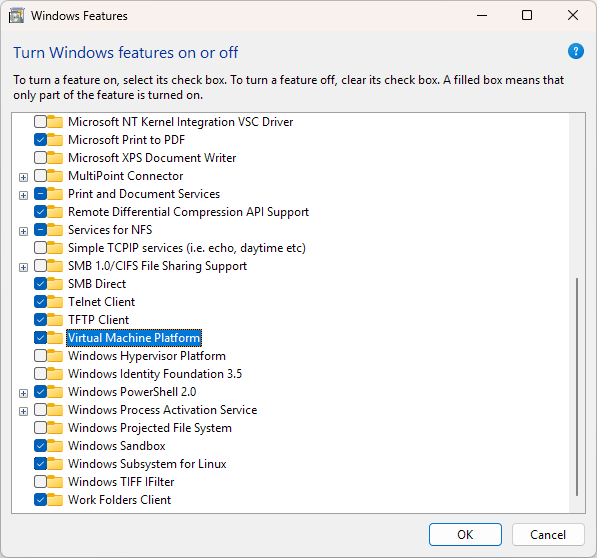 Windows Features
Turn Windows features on or off
?
To turn a feature on, select its check box. To turn a feature off, clear its check box. A filled box means that
only part of the feature is turned on.
Microsoft NT Kernel Integration VSC Driver
Microsoft Print to PDF
Microsoft XPS Document Writer
MultiPoint Connector
Print and Document Services
Remote Differential Compression API Support
Services for NFS
Simple TCPIP services (i.e. echo, daytime etc)
SMB 1.0/CIFS File Sharing Support
SMB Direct
Telnet Client
TFTP Client
Virtual Machine Platform
Windows Hypervisor Platform
Windows Identity Foundation 3.5
Windows PowerShell 2.0
Windows Process Activation Service
Windows Projected File System
Windows Sandbox
Windows Subsystem for Linux
Windows TIFF IFilter
Work Folders Client
OK
Cancel